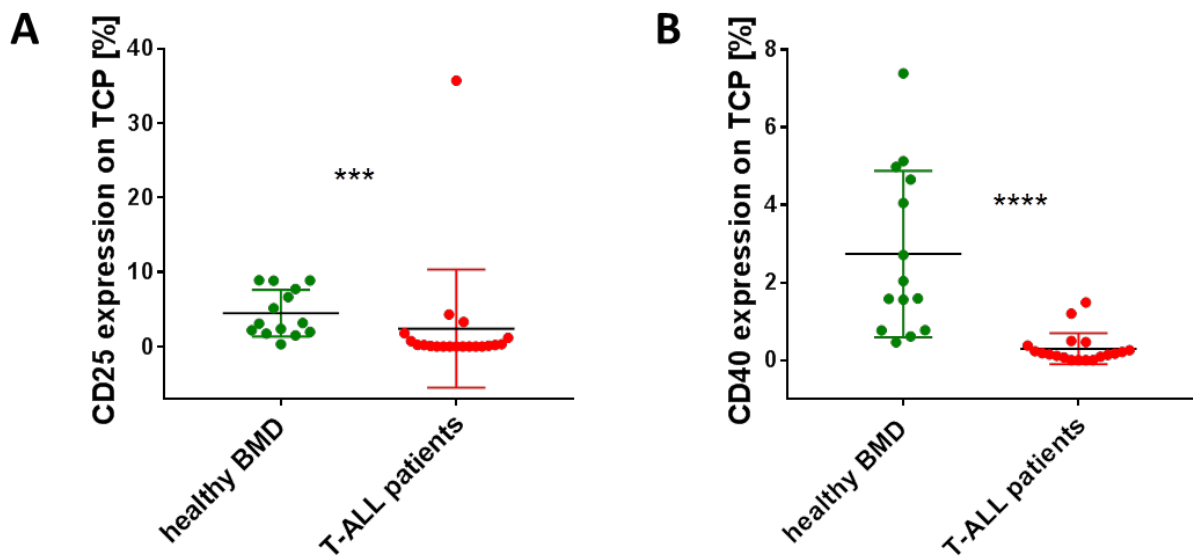 A
CD25 expression on TCP [%]
40
30
20
10
0
***
healthy BMD
T-ALL patients
B
CD40 expression on TCP [%]
8
6
4
2
0
****
healthy BMD
T-ALL patients